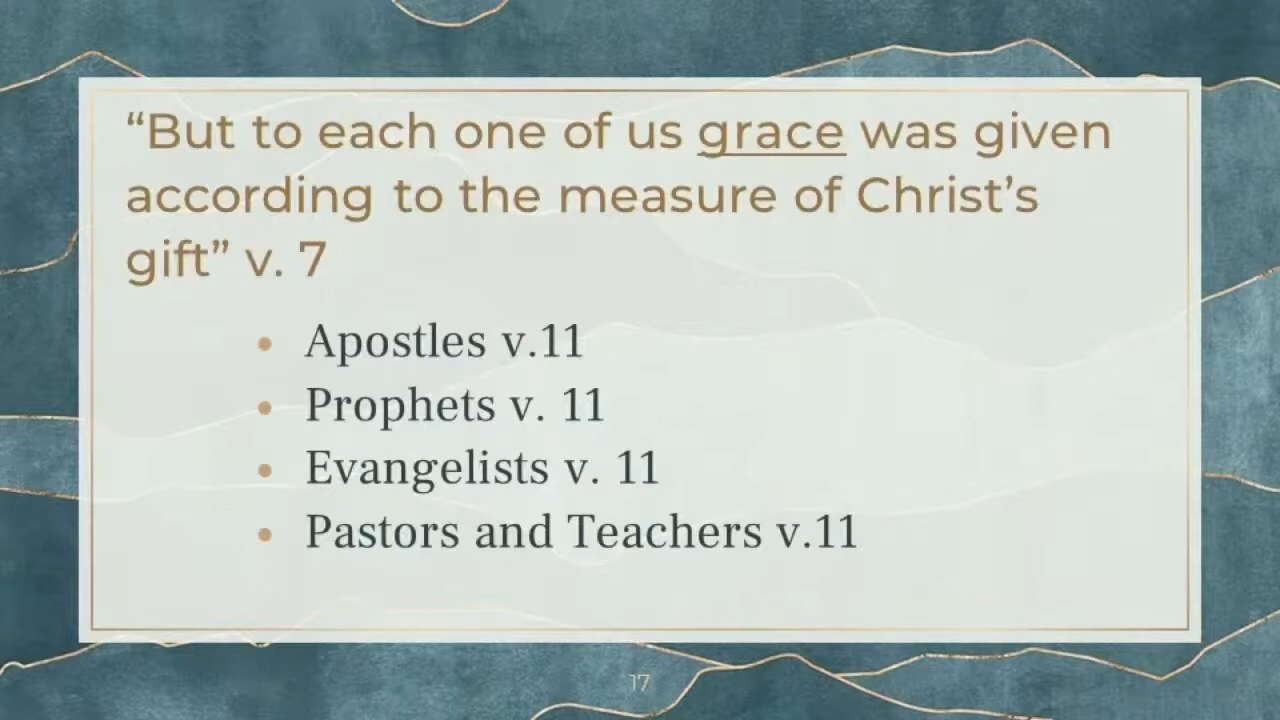 “But to each one of us grace was given
according to the measure of Christ’s
gift” v. 7
• Apostles v.11
• Prophets v. 11
• Evangelists v. 11
• Pastors and Teachers v.11
17